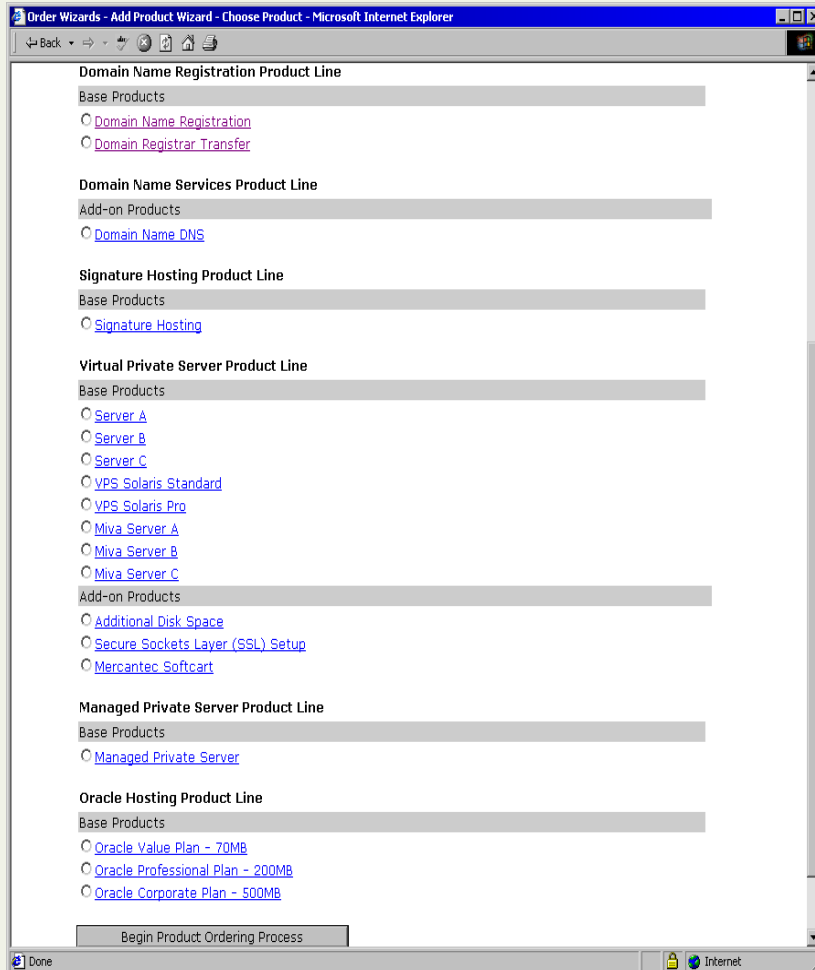 Order Wizards - Add Product Wizard - Choose Product - Microsoft Internet Explorer
Back
Domain Name Registration Product Line
Base Products
Domain Name Registration
Domain Registrar Transfer
Domain Name Services Product Line
Add-on Products
Domain Name DNS
Signature Hosting Product Line
Base Products
Signature Hosting
Virtual Private Server Product Line
Base Products
Server A
Server B
Server C
VPS Solaris Standard
VPS Solaris Pro
Miva Server A
Miva Server B
Miva Server C
Add-on Products
Additional Disk Space
Secure Sockets Layer (SSL) Setup
Mercantec Softcart
Managed Private Server Product Line
Base Products
Managed Private Server
Oracle Hosting Product Line
Base Products
Oracle Value Plan - 70MB
Oracle Professional Plan - 200MB
Oracle Corporate Plan - 500MB
Begin Product Ordering Process
Done Internet